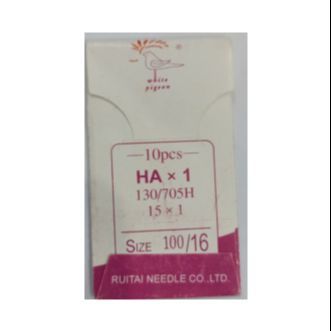 ®
white
pigeon
10pcs
HA × 1
130/705H
15 × 1
SIZE 100/16
RUITAI NEEDLE CO.,LTD.